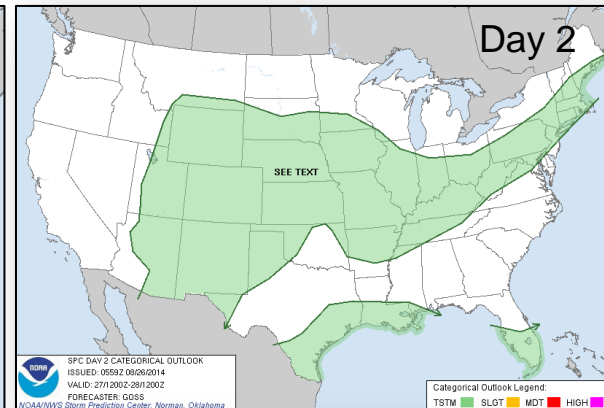 Day 2
SEE TEXT
NOAA
SPC DAY 2 CATEGORICAL OUTLOOK
ISSUED: 0559Z 08/26/2014
VALID: 27/1200Z-28/1200Z
FORECASTER: GOSS
NOAA/NWS Storm Prediction Center, Norman, Oklahoma
Categorical Outlook Legend:
TSTM SLGT MDT HIGH